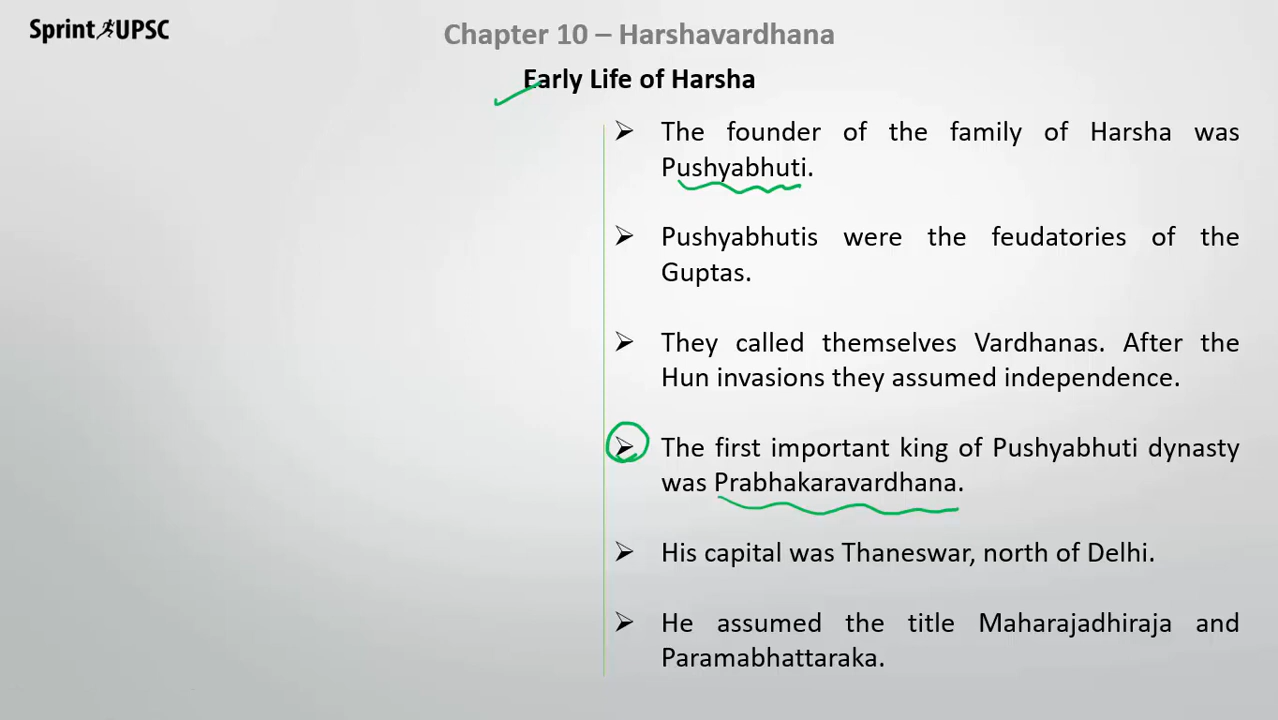 Sprint UPSC
Chapter 10 – Harshavardhana
Early Life of Harsha
➢ The founder of the family of Harsha was
Pushyabhuti.
➢ Pushyabhutis were the feudatories of the
Guptas.
➢ They called themselves Vardhanas. After the
Hun invasions they assumed independence.
➢ The first important king of Pushyabhuti dynasty
was Prabhakaravardhana.
➢ His capital was Thaneswar, north of Delhi.
➢ He assumed the title Maharajadhiraja and
Paramabhattaraka.